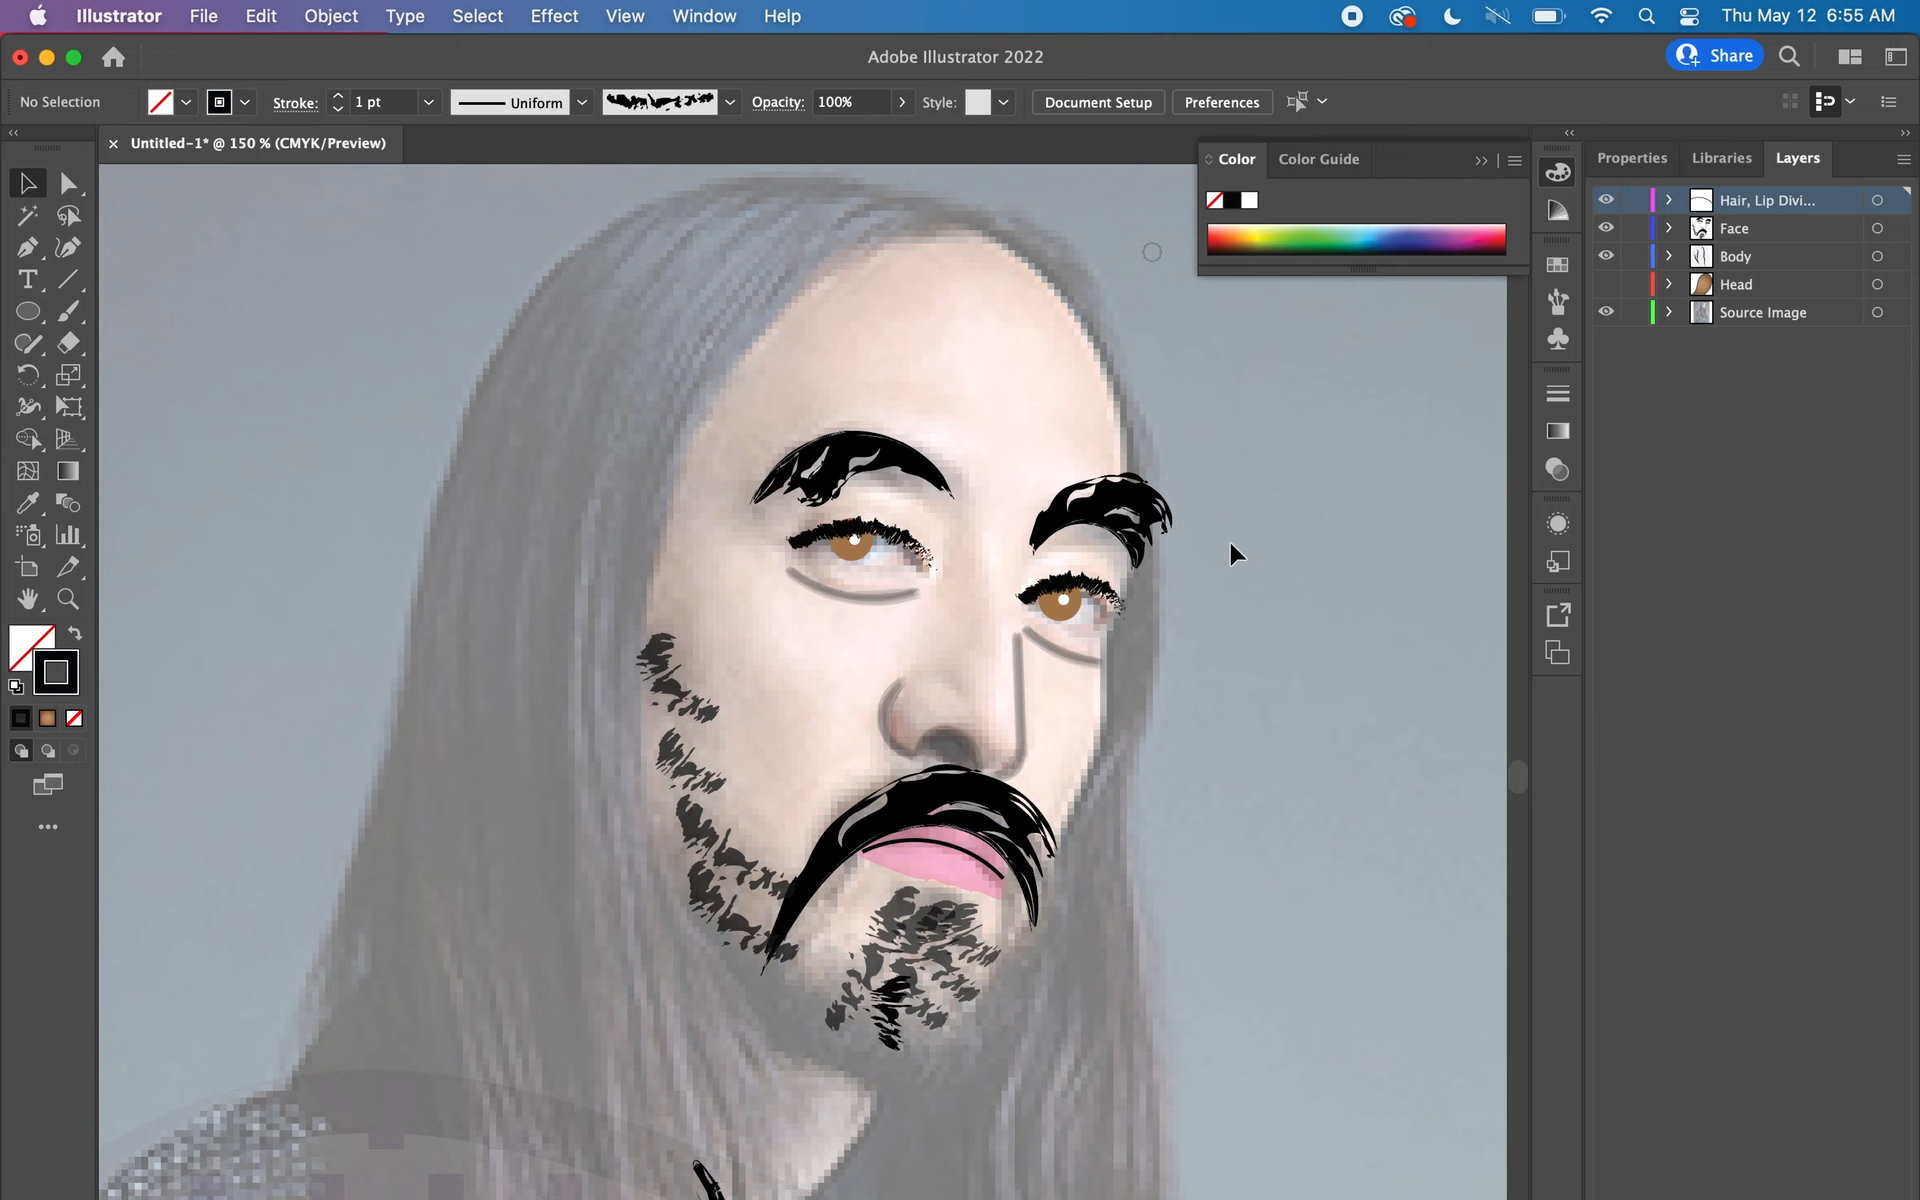 Illustrator File Edit Object Type Select Effect View Window Help Thu May 12 6:55 AM
Adobe Illustrator 2022 Share
No Selection Stroke: 1 pt Uniform Opacity: 100% Style: Document Setup Preferences
Untitled-1* @ 150 % (CMYK/Preview)
Color Color Guide
Properties Libraries Layers
Hair, Lip Divi...
Face
Body
Head
Source Image